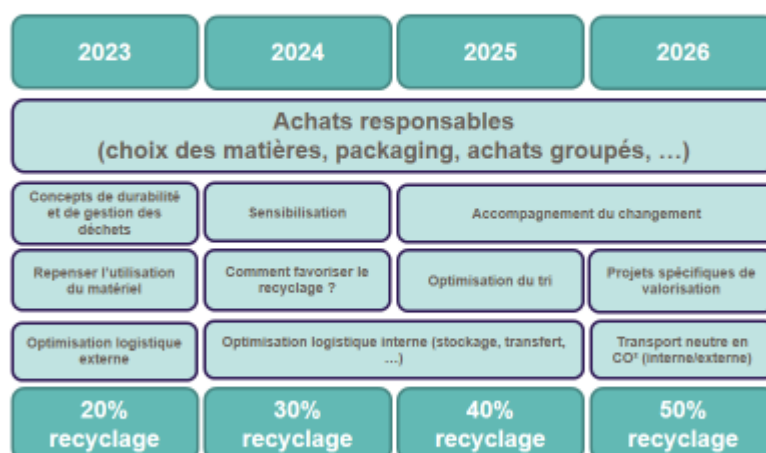 2023
2024
2025
2026
Achats responsables
(choix des matières, packaging, achats groupés, …)
Concepts de durabilité
et de gestion des
déchets
Sensibilisation
Accompagnement du changement
Repenser l'utilisation
du matériel
Comment favoriser le
recyclage ?
Optimisation du tri
Projets spécifiques de
valorisation
Optimisation logistique
externe
Optimisation logistique interne (stockage, transfert,
…)
Transport neutre en
CO² (interne/externe)
20%
recyclage
30%
recyclage
40%
recyclage
50%
recyclage